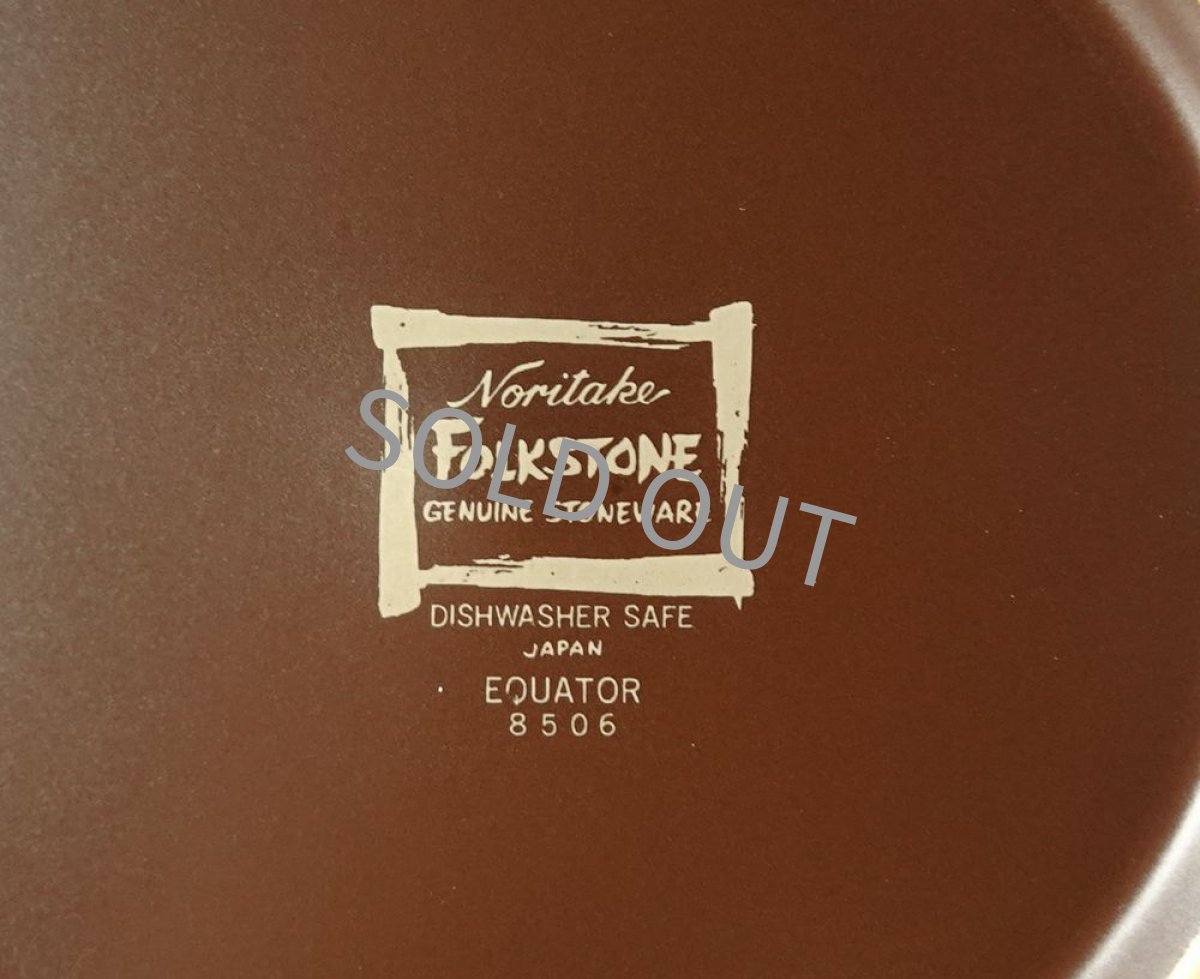 Noritake
FOLKSTONE
GENUINE STONEWARE
SOLD OUT
DISHWASHER SAFE
JAPAN
EQUATOR
8506